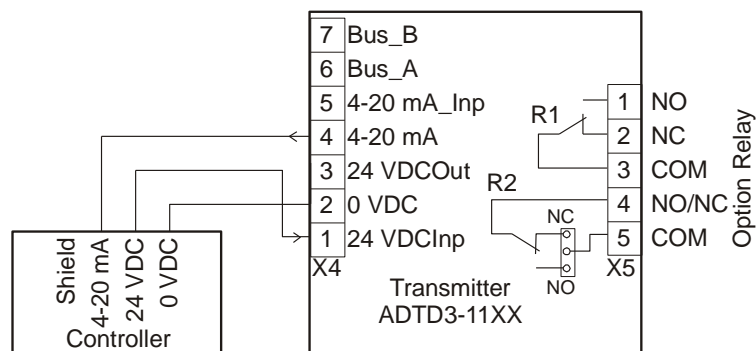 7 Bus_B
6 Bus_A
5 4-20 mA_Inp
4 4-20 mA
3 24 VDCOut
2 0 VDC
1 24 VDCInp
X4
R1
R2
NC
NO
1 NO
2 NC
3 COM
4 NO/NC
5 COM
X5
Option Relay
Transmitter
ADTD3-11XX
Shield
4-20 mA
24 VDC
0 VDC
Controller